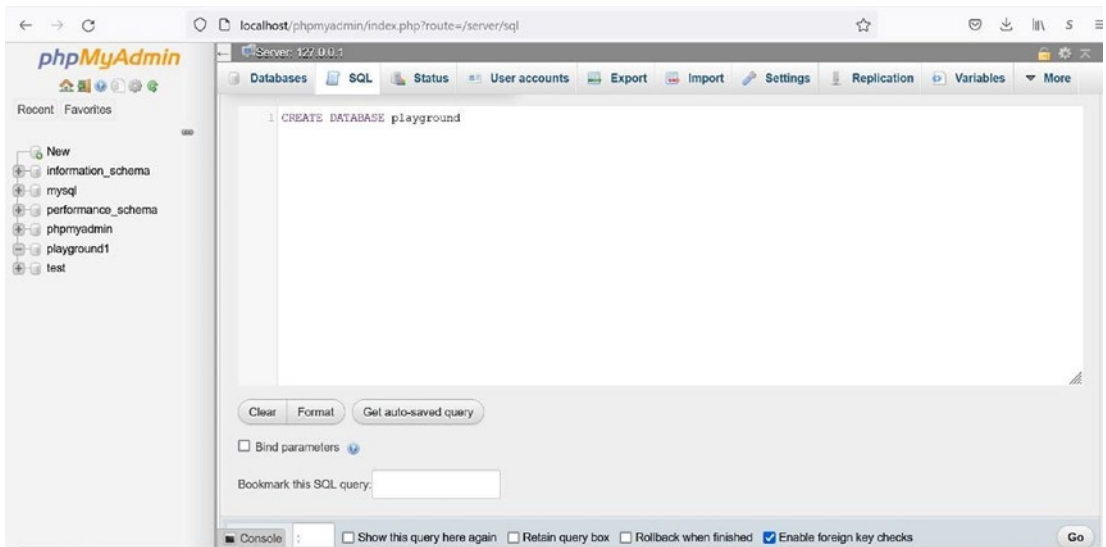 localhost/phpmyadmin/index.php?route=/server/sql
phpMyAdmin
Recent Favorites
New
information_schema
mysql
performance_schema
phpmyadmin
playground1
test
Server: 127.0.0.1
Databases SQL Status User accounts Export Import Settings Replication Variables More
1 CREATE DATABASE playground
Clear Format Get auto-saved query
Bind parameters
Bookmark this SQL query:
Console : Show this query here again Retain query box Rollback when finished Enable foreign key checks Go